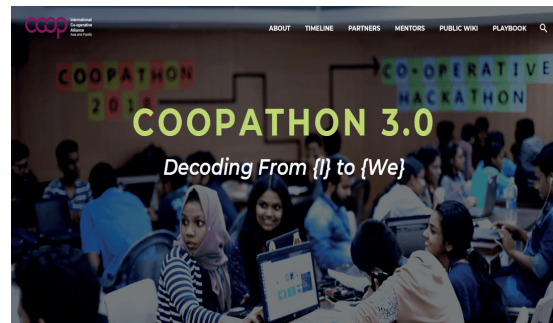 coop
International
Co-operative
Alliance
Asia and Pacific
ABOUT TIMELINE PARTNERS MENTORS PUBLIC WIKI PLAYBOOK
COOPATHON
2018
CO-OPERATIVE
HACKATHON
COOPATHON 3.0
Decoding From {I} to {We}